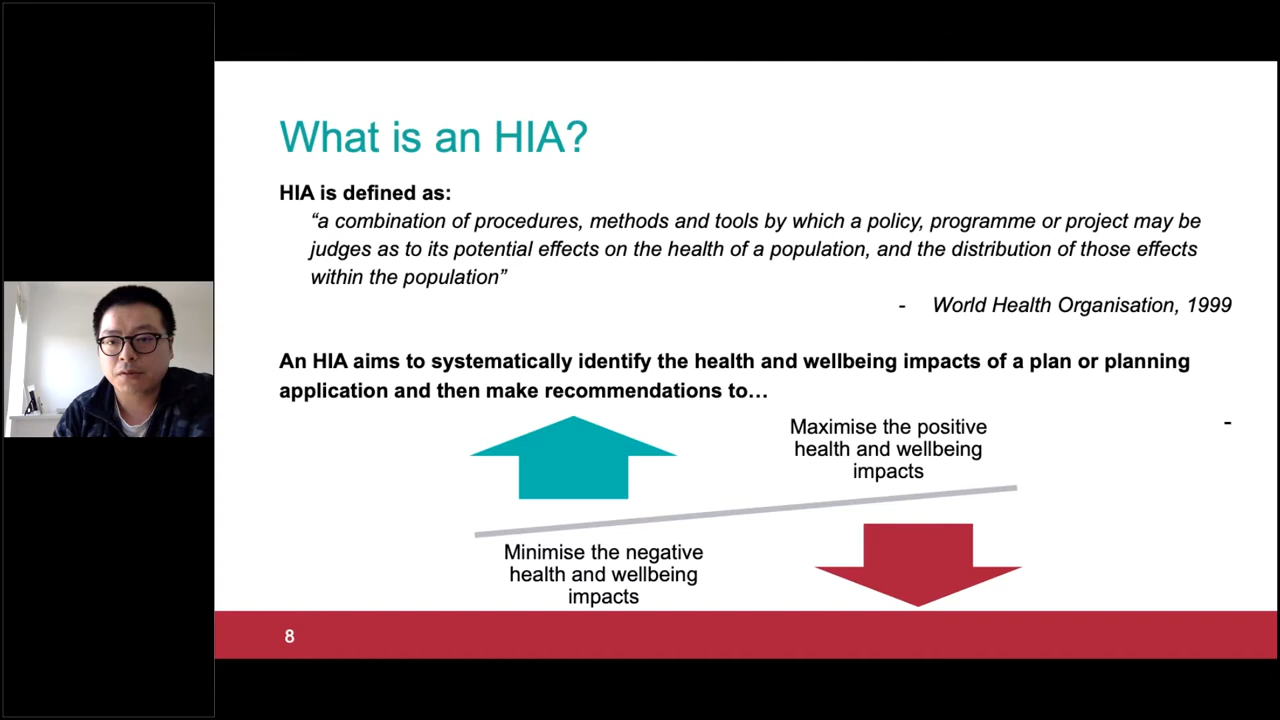 What is an HIA?
HIA is defined as:
“a combination of procedures, methods and tools by which a policy, programme or project may be
judges as to its potential effects on the health of a population, and the distribution of those effects
within the population”
- World Health Organisation, 1999
An HIA aims to systematically identify the health and wellbeing impacts of a plan or planning
application and then make recommendations to…
-
Maximise the positive
health and wellbeing
impacts
Minimise the negative
health and wellbeing
impacts
8